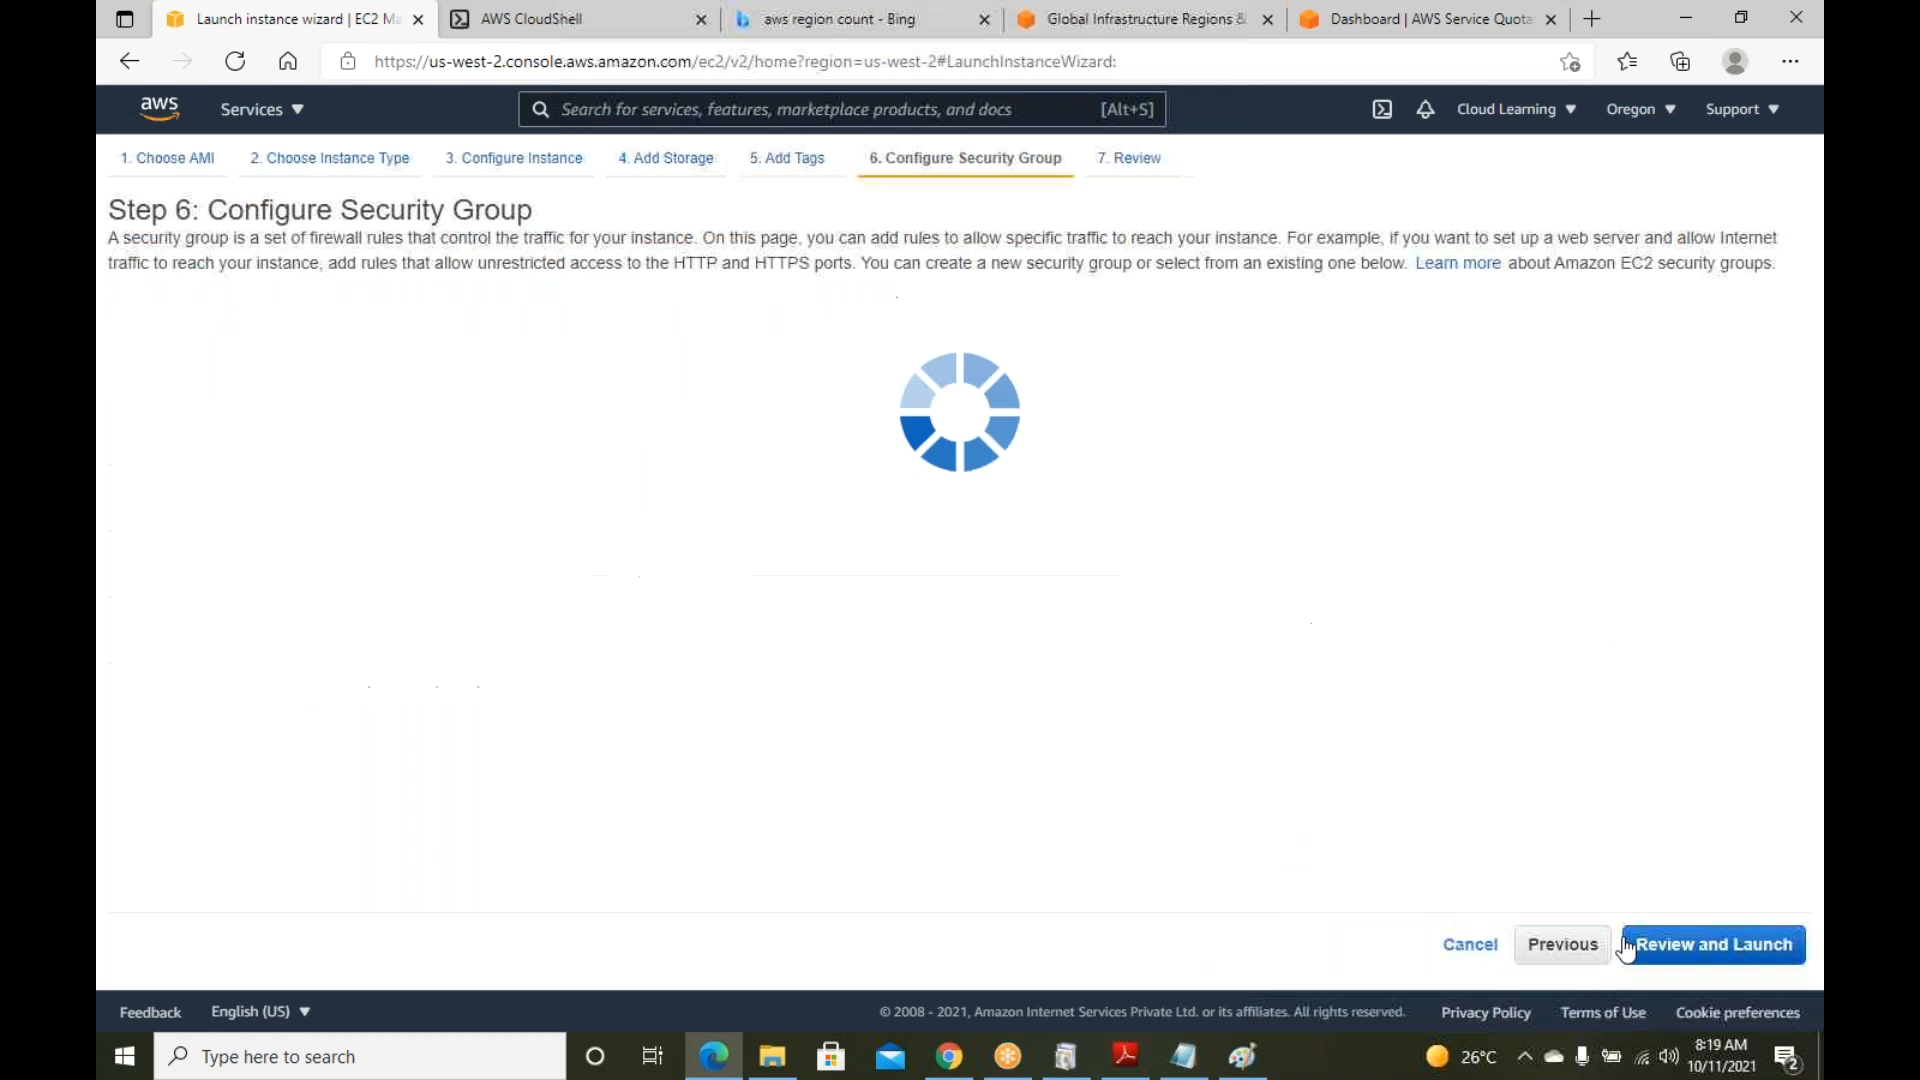 Launch instance wizard | EC2 Ma
AWS CloudShell
aws region count - Bing
Global Infrastructure Regions &
Dashboard | AWS Service Quota
https://us-west-2.console.aws.amazon.com/ec2/v2/home?region=us-west-2#LaunchInstanceWizard:
aws
Services
Search for services, features, marketplace products, and docs
[Alt+S]
Cloud Learning
Oregon
Support
1. Choose AMI
2. Choose Instance Type
3. Configure Instance
4. Add Storage
5. Add Tags
6. Configure Security Group
7. Review
Step 6: Configure Security Group
A security group is a set of firewall rules that control the traffic for your instance. On this page, you can add rules to allow specific traffic to reach your instance. For example, if you want to set up a web server and allow Internet
traffic to reach your instance, add rules that allow unrestricted access to the HTTP and HTTPS ports. You can create a new security group or select from an existing one below. Learn more about Amazon EC2 security groups.
Cancel
Previous
Review and Launch
Feedback
English (US)
© 2008 - 2021, Amazon Internet Services Private Ltd. or its affiliates. All rights reserved.
Privacy Policy
Terms of Use
Cookie preferences
Type here to search
26°C
8:19 AM
10/11/2021
2